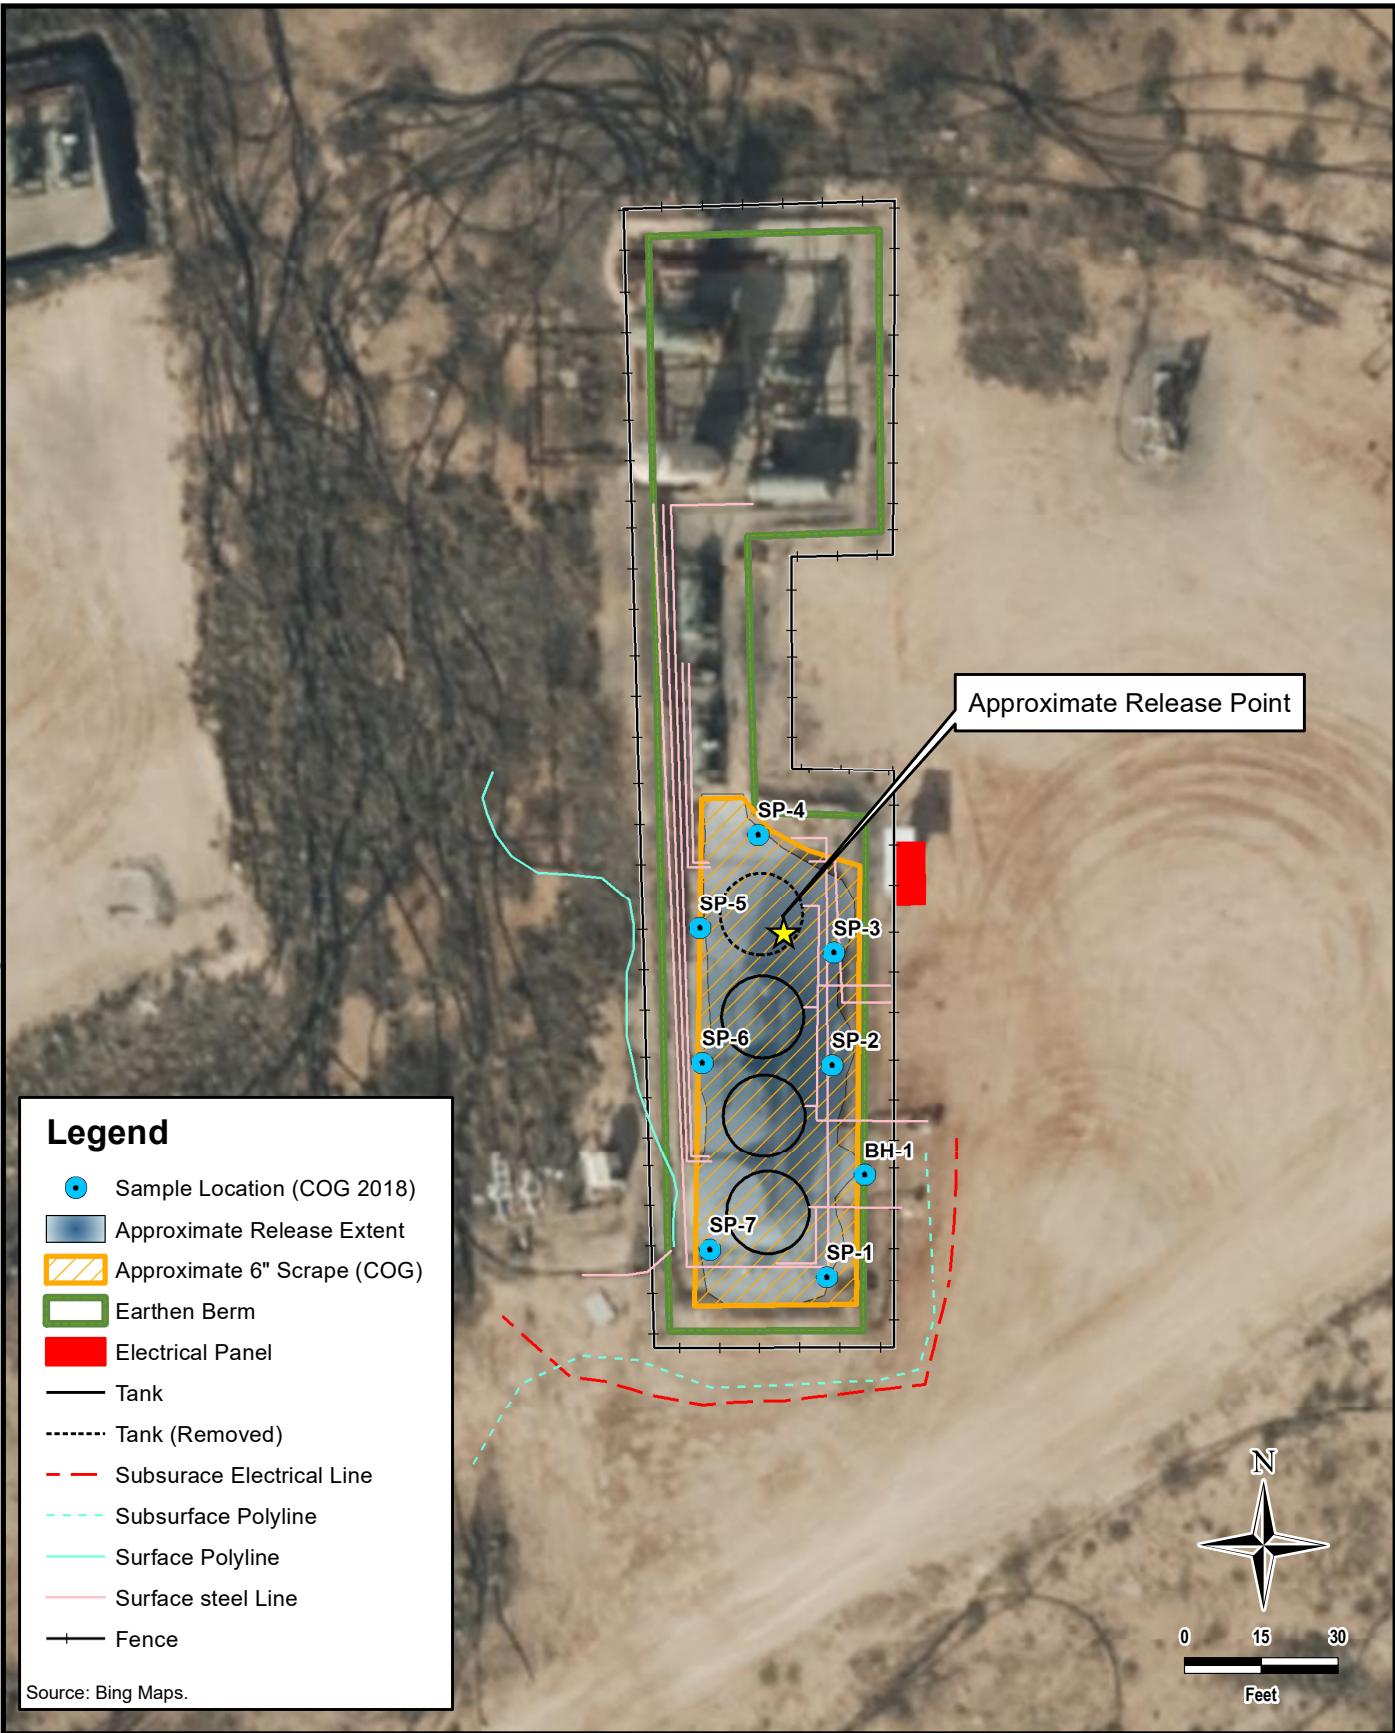 Approximate Release Point
SP-4
SP-5
SP-3
SP-6
SP-2
BH-1
SP-7
SP-1
Legend
Sample Location (COG 2018)
Approximate Release Extent
Approximate 6" Scrape (COG)
Earthen Berm
Electrical Panel
Tank
Tank (Removed)
Subsurace Electrical Line
Subsurface Polyline
Surface Polyline
Surface steel Line
Fence
Source: Bing Maps.
N
0 15 30
Feet